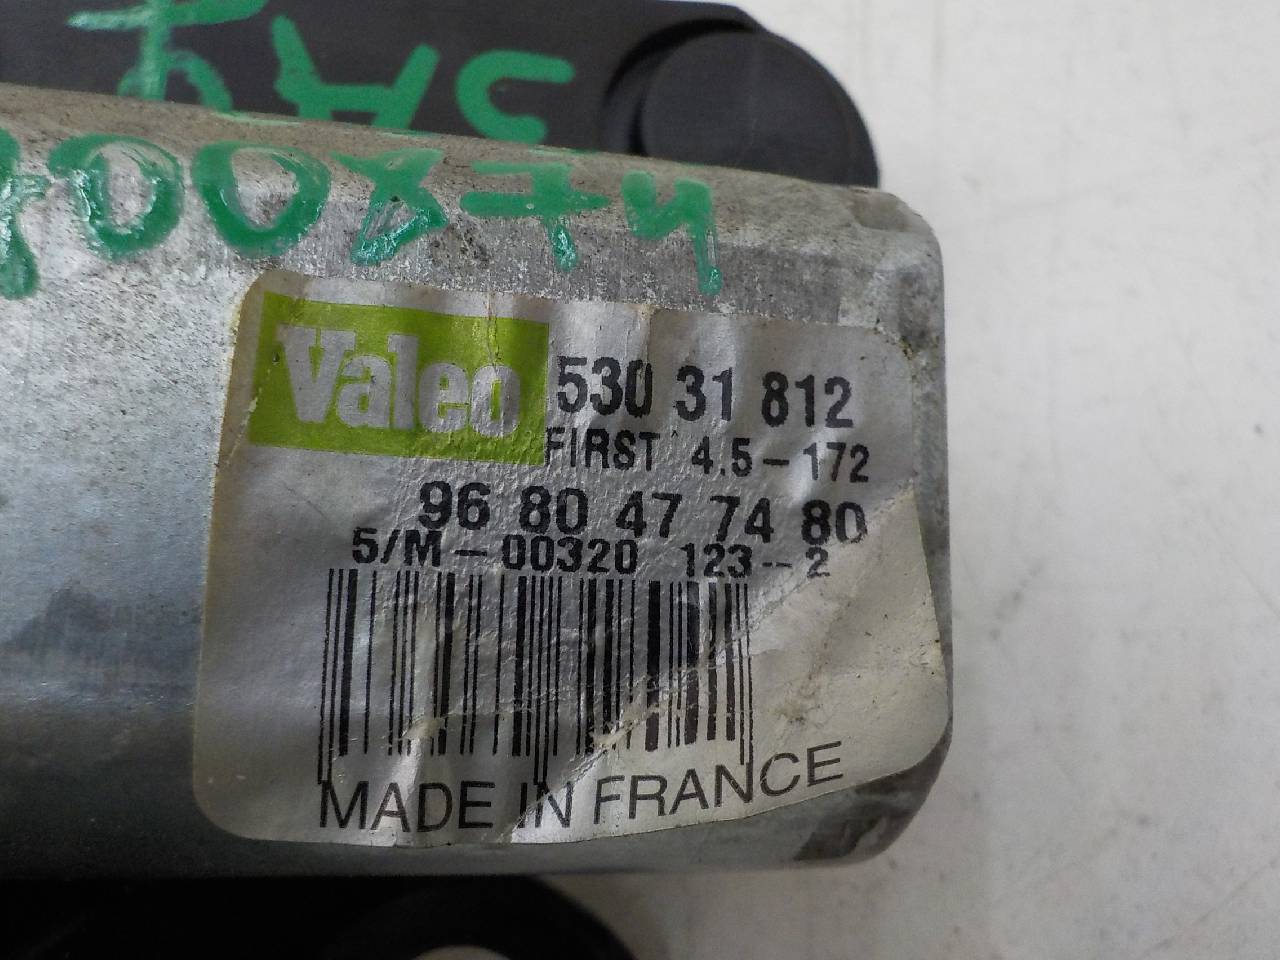 Valeo
530 31 812
FIRST 4.5-172
96 80 47 74 80
5/M-00320 123-2
MADE IN FRANCE